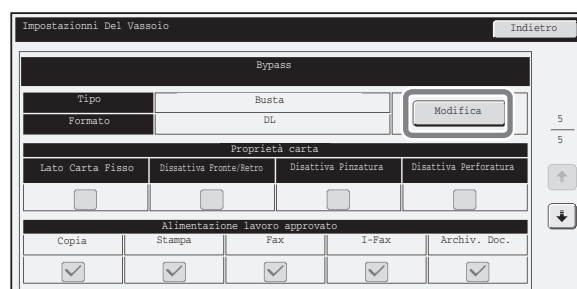 Impostazionni Del Vassoio
Indietro
Bypass
Tipo Busta
Modifica
Formato DL
5
5
Proprietà carta
Lato Carta Fisso Dissattiva Fronte/Retro Disattiva Pinzatura Disattiva Perforatura
Alimentazione lavoro approvato
Copia Stampa Fax I-Fax Archiv. Doc.